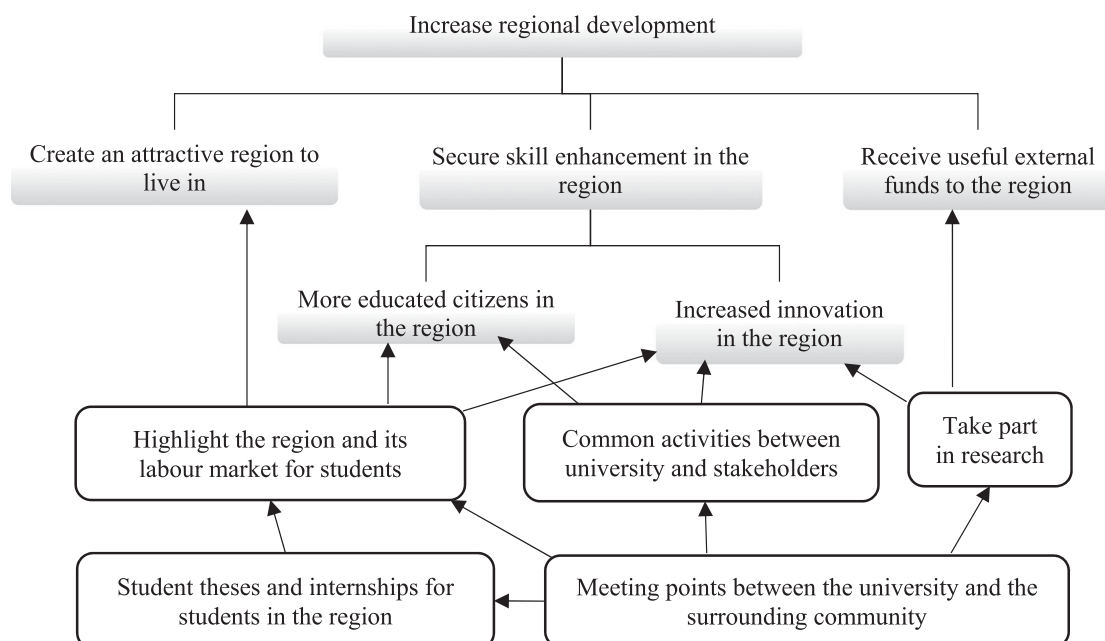 Increase regional development
Create an attractive region to
live in
Secure skill enhancement in the
region
Receive useful external
funds to the region
More educated citizens in
the region
Increased innovation
in the region
Highlight the region and its
labour market for students
Common activities between
university and stakeholders
Take part
in research
Student theses and internships for
students in the region
Meeting points between the university and the
surrounding community